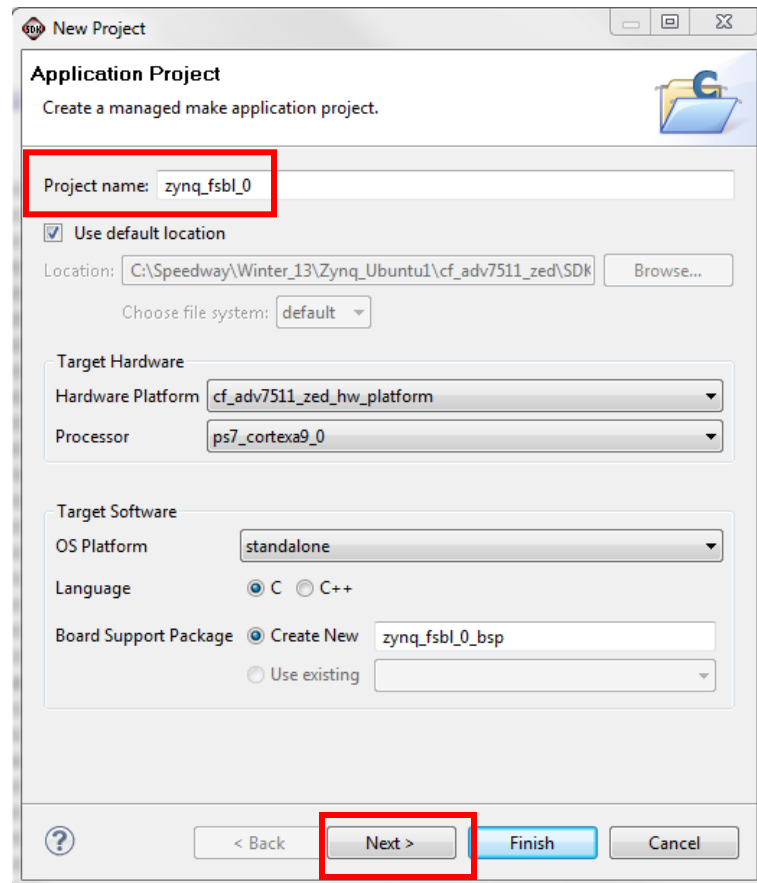 SDK New Project
Application Project
Create a managed make application project.
C
Project name: zynq_fsbl_0
Use default location
Location: C:\Speedway\Winter_13\Zynq_Ubuntu1\cf_adv7511_zed\SDK Browse...
Choose file system: default
Target Hardware
Hardware Platform cf_adv7511_zed_hw_platform
Processor ps7_cortexa9_0
Target Software
OS Platform standalone
Language C C++
Board Support Package Create New zynq_fsbl_0_bsp
Use existing
? < Back Next > Finish Cancel